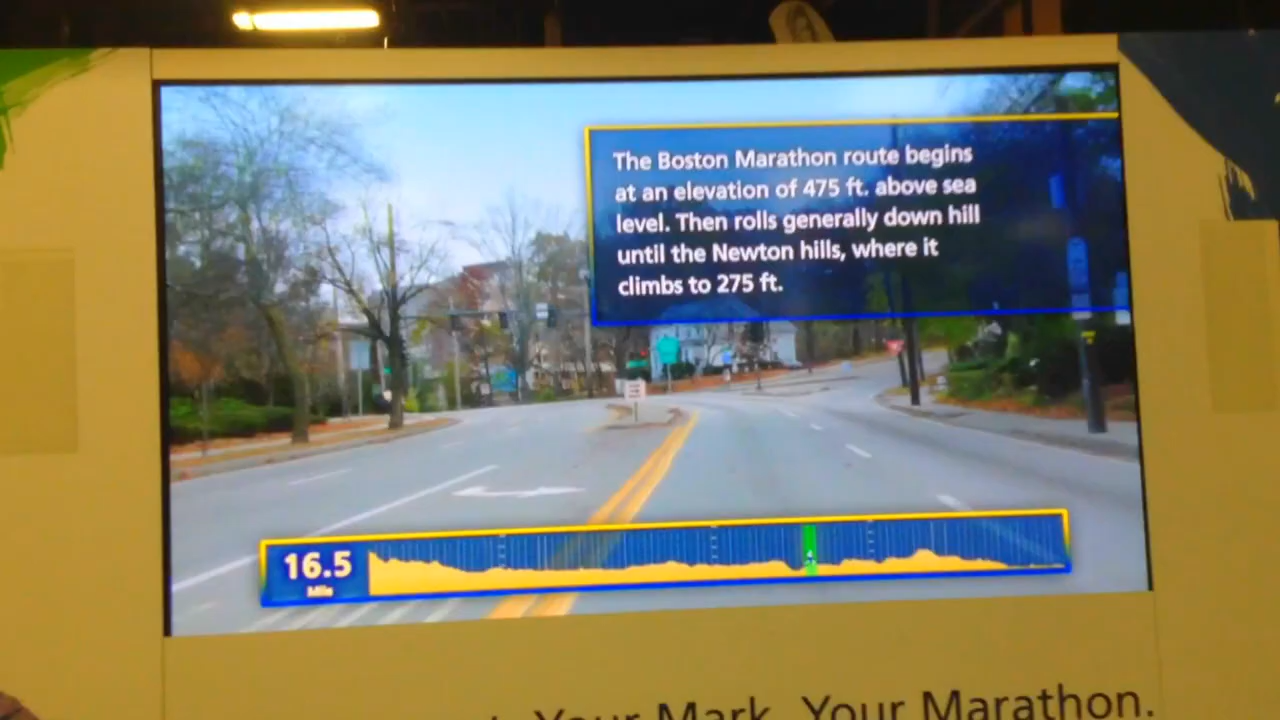 The Boston Marathon route begins
at an elevation of 475 ft. above sea
level. Then rolls generally down hill
until the Newton hills, where it
climbs to 275 ft.
16.5
Mile
Your Mark. Your Marathon.